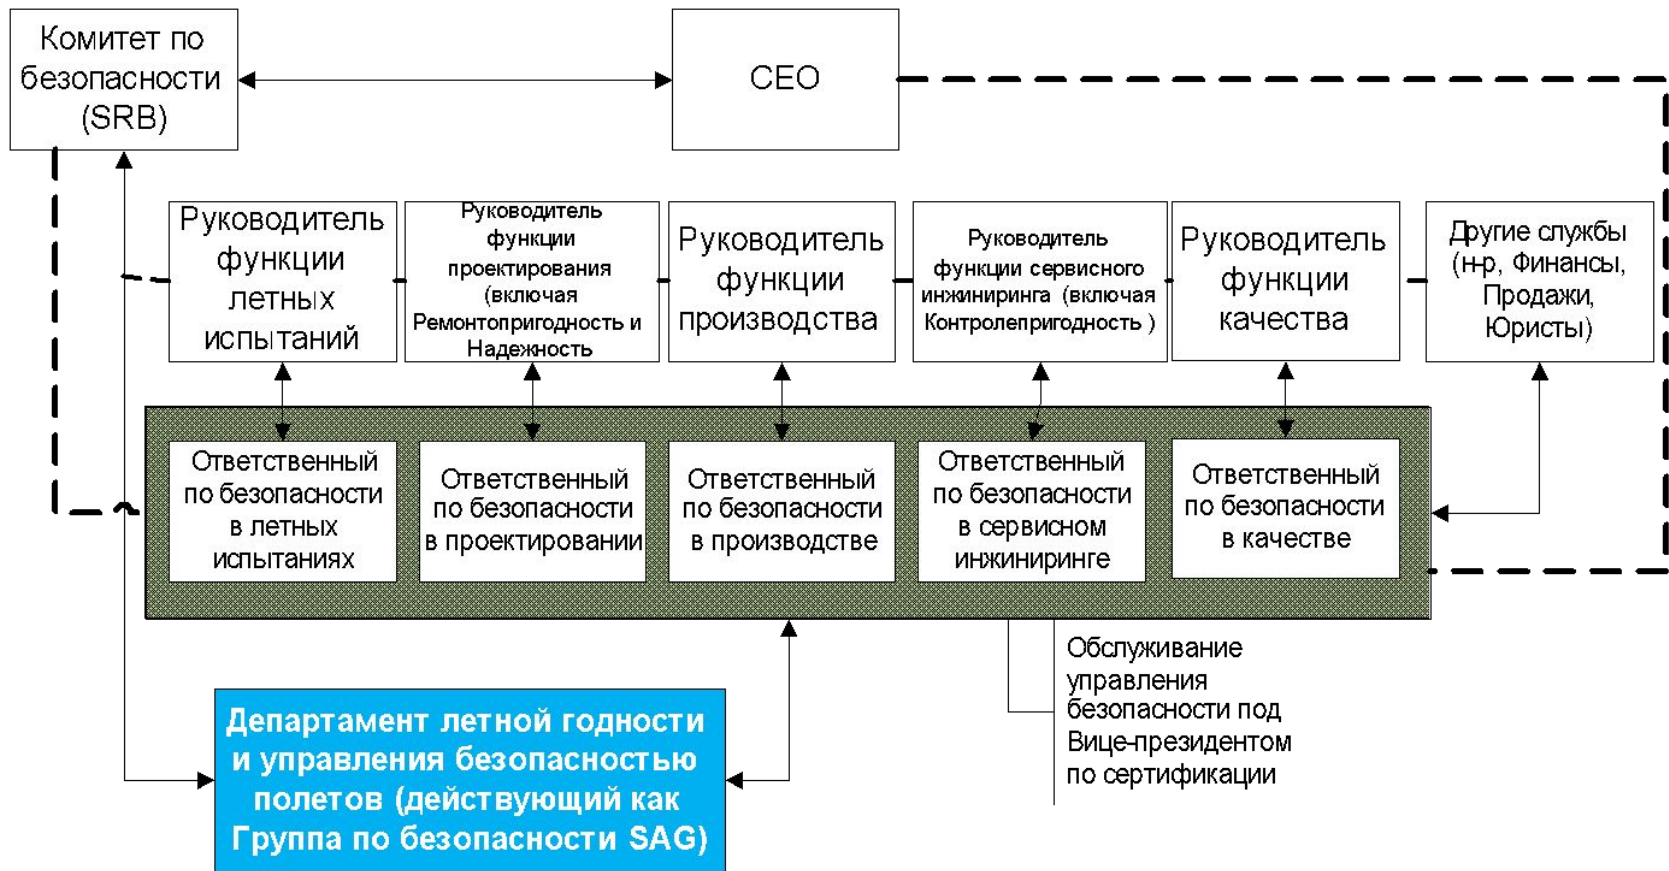 Комитет по
безопасности
(SRB)
CEO
Руководитель
функции
летных
испытаний
Руководитель
функции
проектирования
(включая
Ремонтопригодность и
Надежность
Руководитель
функции
производства
Руководитель
функции сервисного
инжиниринга (включая
Контролепригодность )
Руководитель
функции
качества
Другие службы
(н-р, Финансы,
Продажи,
Юристы)
Ответственный
по безопасности
в летных
испытаниях
Ответственный
по безопасности
в проектировании
Ответственный
по безопасности
в производстве
Ответственный
по безопасности
в сервисном
инжиниринге
Ответственный
по безопасности
в качестве
Обслуживание
управления
безопасности под
Вице-президентом
по сертификации
Департамент летной годности
и управления безопасностью
полетов (действующий как
Группа по безопасности SAG)